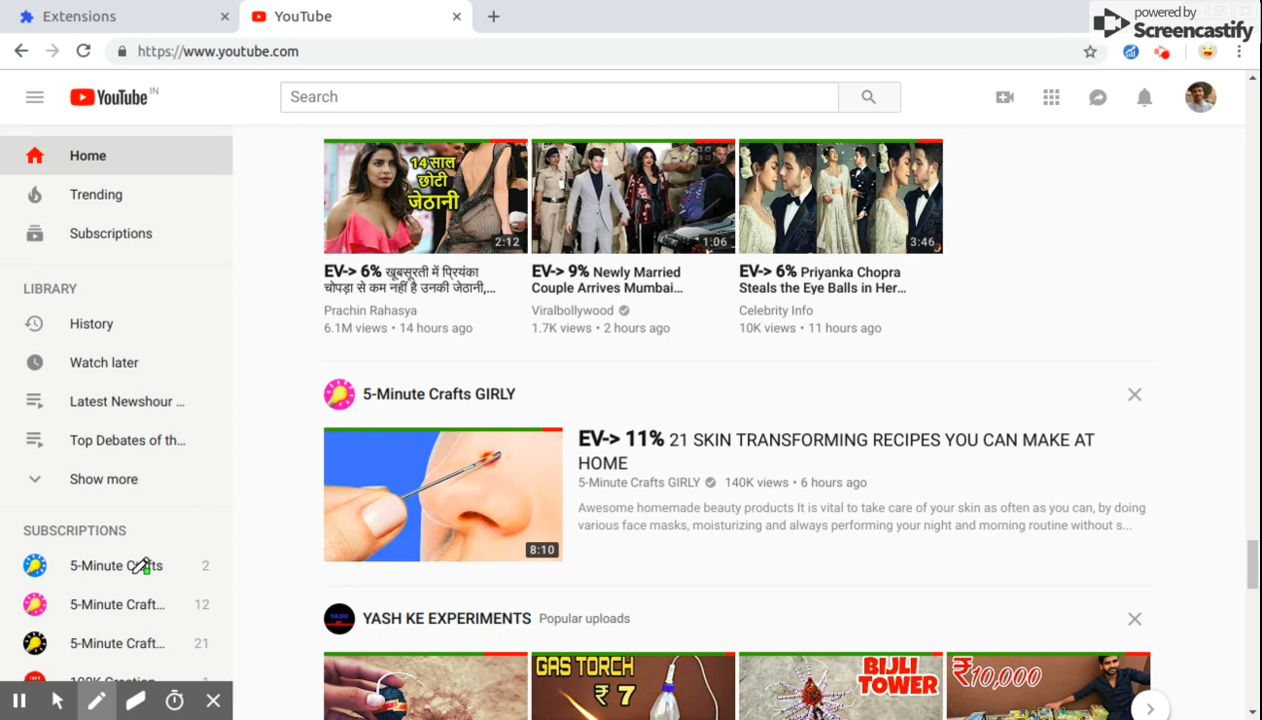 Extensions
YouTube
powered by
Screencastify
https://www.youtube.com
YouTube IN
Search
Home
Trending
Subscriptions
LIBRARY
History
Watch later
Latest Newshour ...
Top Debates of th...
Show more
SUBSCRIPTIONS
5-Minute Crafts 2
5-Minute Craft... 12
5-Minute Craft... 21
14 साल
छोटी
जेठानी
2:12
1:06
3:46
EV-> 6% खूबसूरती में प्रियंका
चोपड़ा से कम नहीं है उनकी जेठानी,...
Prachin Rahasya
6.1M views • 14 hours ago
EV-> 9% Newly Married
Couple Arrives Mumbai...
Viralbollywood
1.7K views • 2 hours ago
EV-> 6% Priyanka Chopra
Steals the Eye Balls in Her...
Celebrity Info
10K views • 11 hours ago
5-Minute Crafts GIRLY
8:10
EV-> 11% 21 SKIN TRANSFORMING RECIPES YOU CAN MAKE AT
HOME
5-Minute Crafts GIRLY 140K views • 6 hours ago
Awesome homemade beauty products It is vital to take care of your skin as often as you can, by doing
various face masks, moisturizing and always performing your night and morning routine without s...
YASH KE EXPERIMENTS Popular uploads
GAS TORCH
₹ 7
BIJLI
TOWER
₹10,000